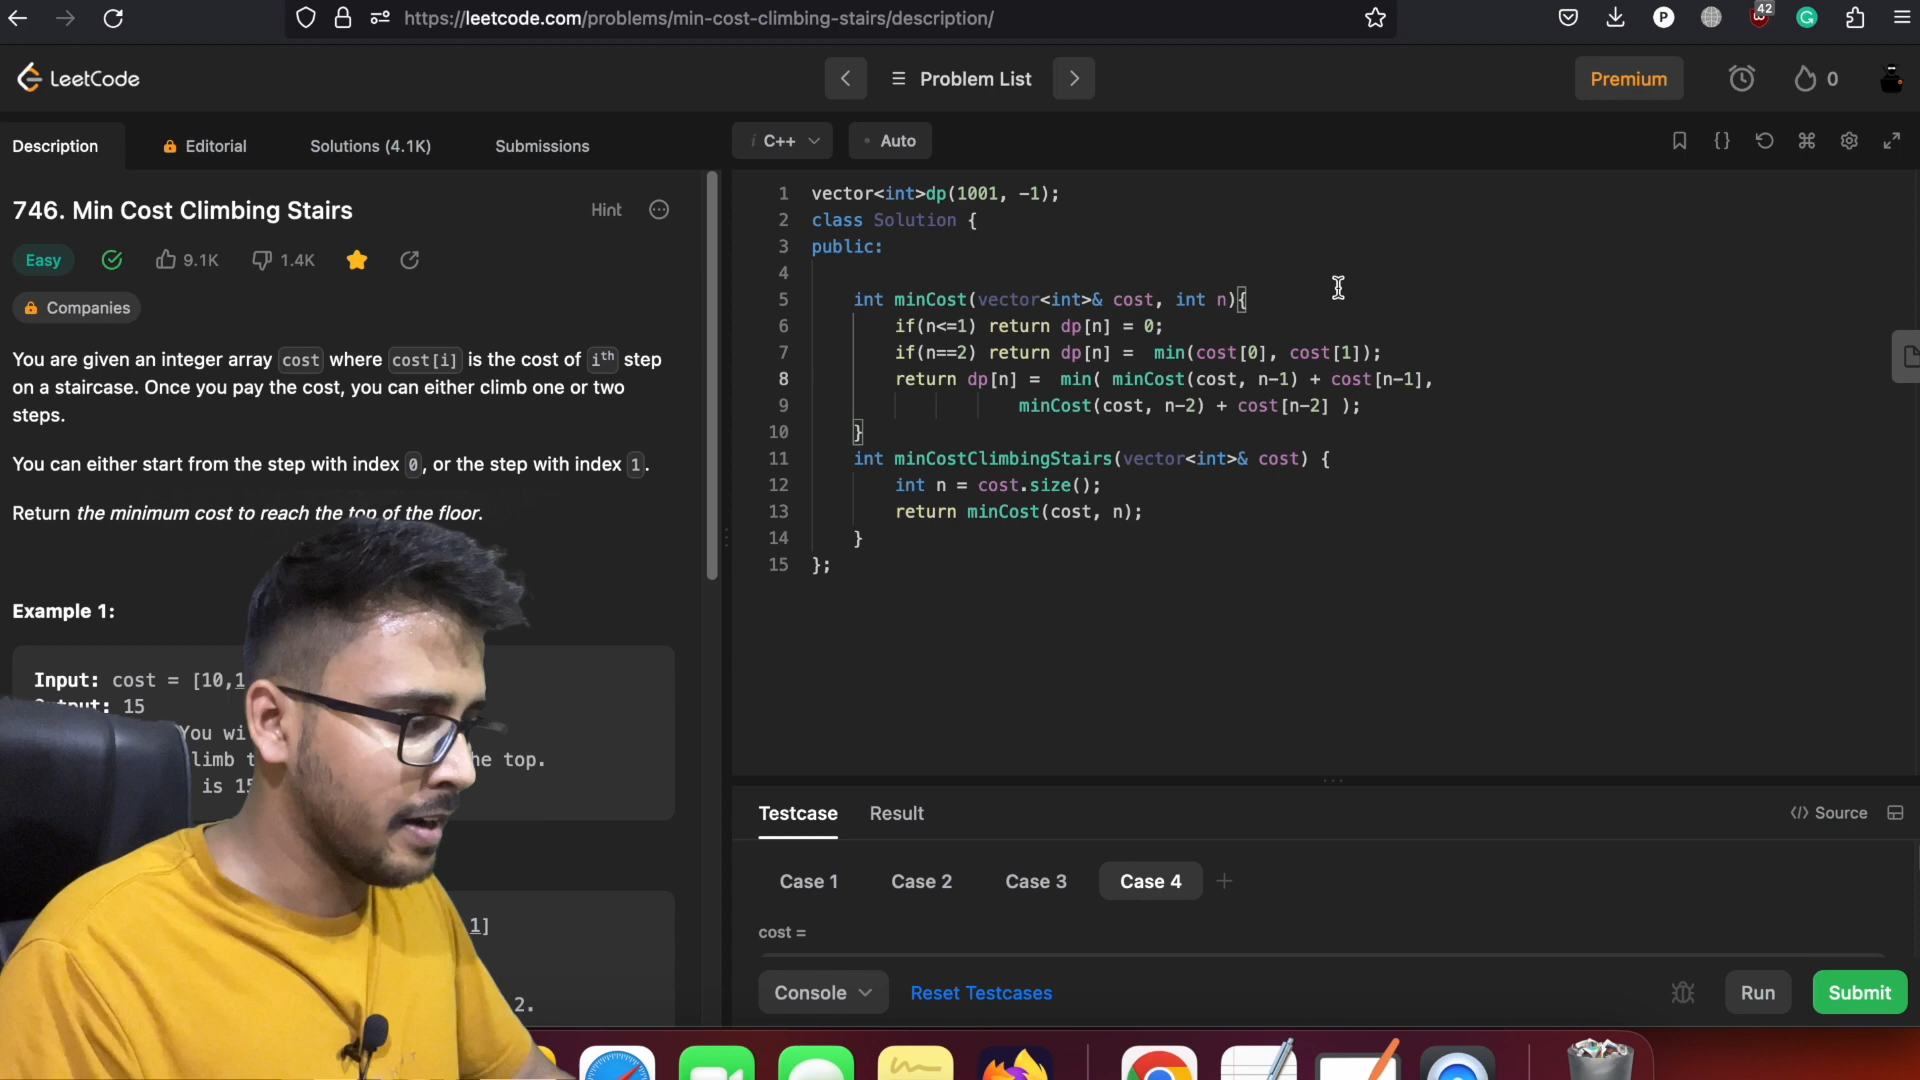 https://leetcode.com/problems/min-cost-climbing-stairs/description/
P
42
LeetCode
Problem List
Premium
0
Description
Editorial
Solutions (4.1K)
Submissions
i C++
Auto
746. Min Cost Climbing Stairs
Hint
Easy
9.1K
1.4K
Companies
You are given an integer array cost where cost[i] is the cost of ith step
on a staircase. Once you pay the cost, you can either climb one or two
steps.
You can either start from the step with index 0, or the step with index 1.
Return the minimum cost to reach the top of the floor.
Example 1:
Input: cost = [10,1
Output: 15
You wi
he top.
is 15
1]
2.
1 vector<int>dp(1001, -1);
2 class Solution {
3 public:
4
5 int minCost(vector<int>& cost, int n){
6 if(n<=1) return dp[n] = 0;
7 if(n==2) return dp[n] = min(cost[0], cost[1]);
8 return dp[n] = min( minCost(cost, n-1) + cost[n-1],
9 minCost(cost, n-2) + cost[n-2] );
10 }
11 int minCostClimbingStairs(vector<int>& cost) {
12 int n = cost.size();
13 return minCost(cost, n);
14 }
15 };
Testcase
Result
</> Source
Case 1
Case 2
Case 3
Case 4
cost =
Console
Reset Testcases
Run
Submit